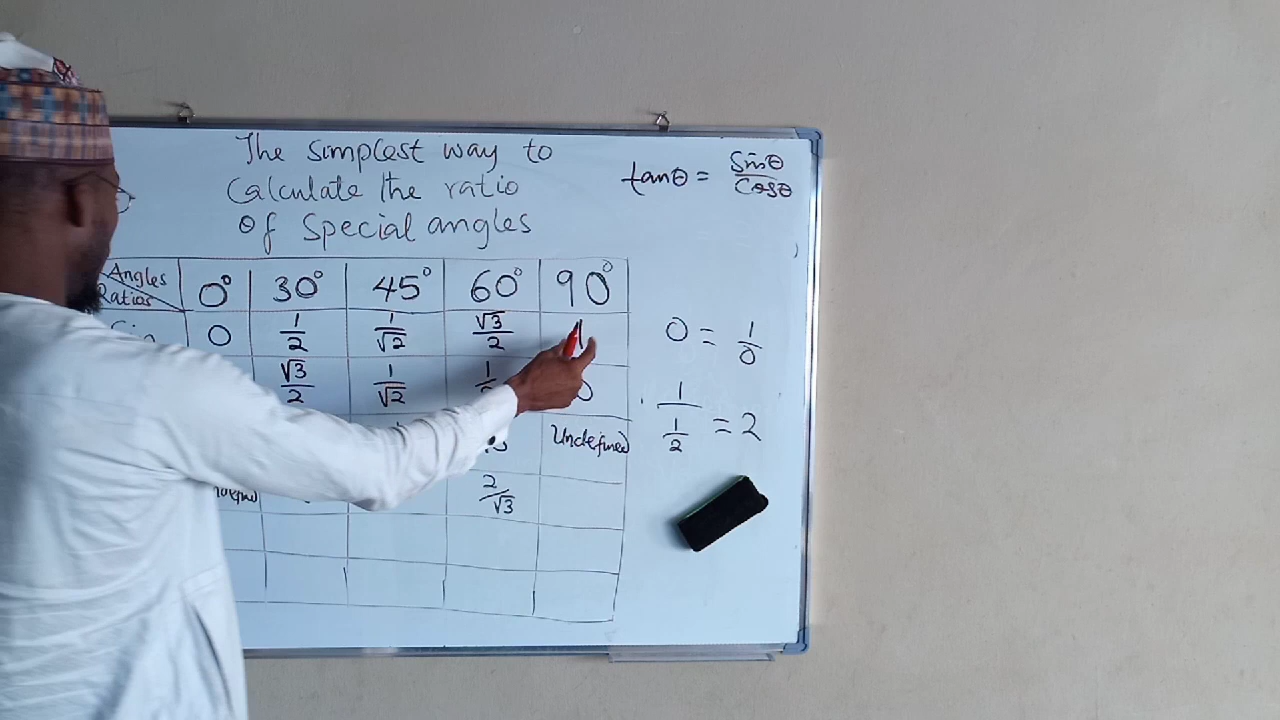 The simplest way to
Calculate the ratio
Of Special angles
tanθ = Sinθ/Cosθ
Angles
Ratios 0° 30° 45° 60° 90°
0 1/2 1/√2 √3/2 1
√3/2 1/√2 0
Undefined
2/√3
0 = 1/0
1/(1/2) = 2